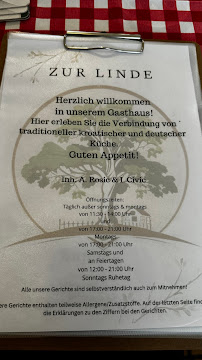 ZUR LINDE
Herzlich willkommen
in unserem Gasthaus!
Hier erleben Sie die Verbindung von
traditioneller kroatischer und deutscher
Küche.
Guten Appetit!
Inh. A. Rosic & J. Civic
Öffnungszeiten:
Täglich außer sonntags & montags
von 11:30 - 14:00 Uhr
und
von 17:00 - 21:00 Uhr
Montags
von 17:00 - 21:00 Uhr
Samstags und
an Feiertagen
von 12:00 - 21:00 Uhr
Sonntags Ruhetag
Alle unsere Gerichte sind selbstverständlich auch zum Mitnehmen!
Gerichte enthalten teilweise Allergene/Zusatzstoffe. Auf der letzten Seite finden
die Erklärungen zu den Ziffern bei den Gerichten.